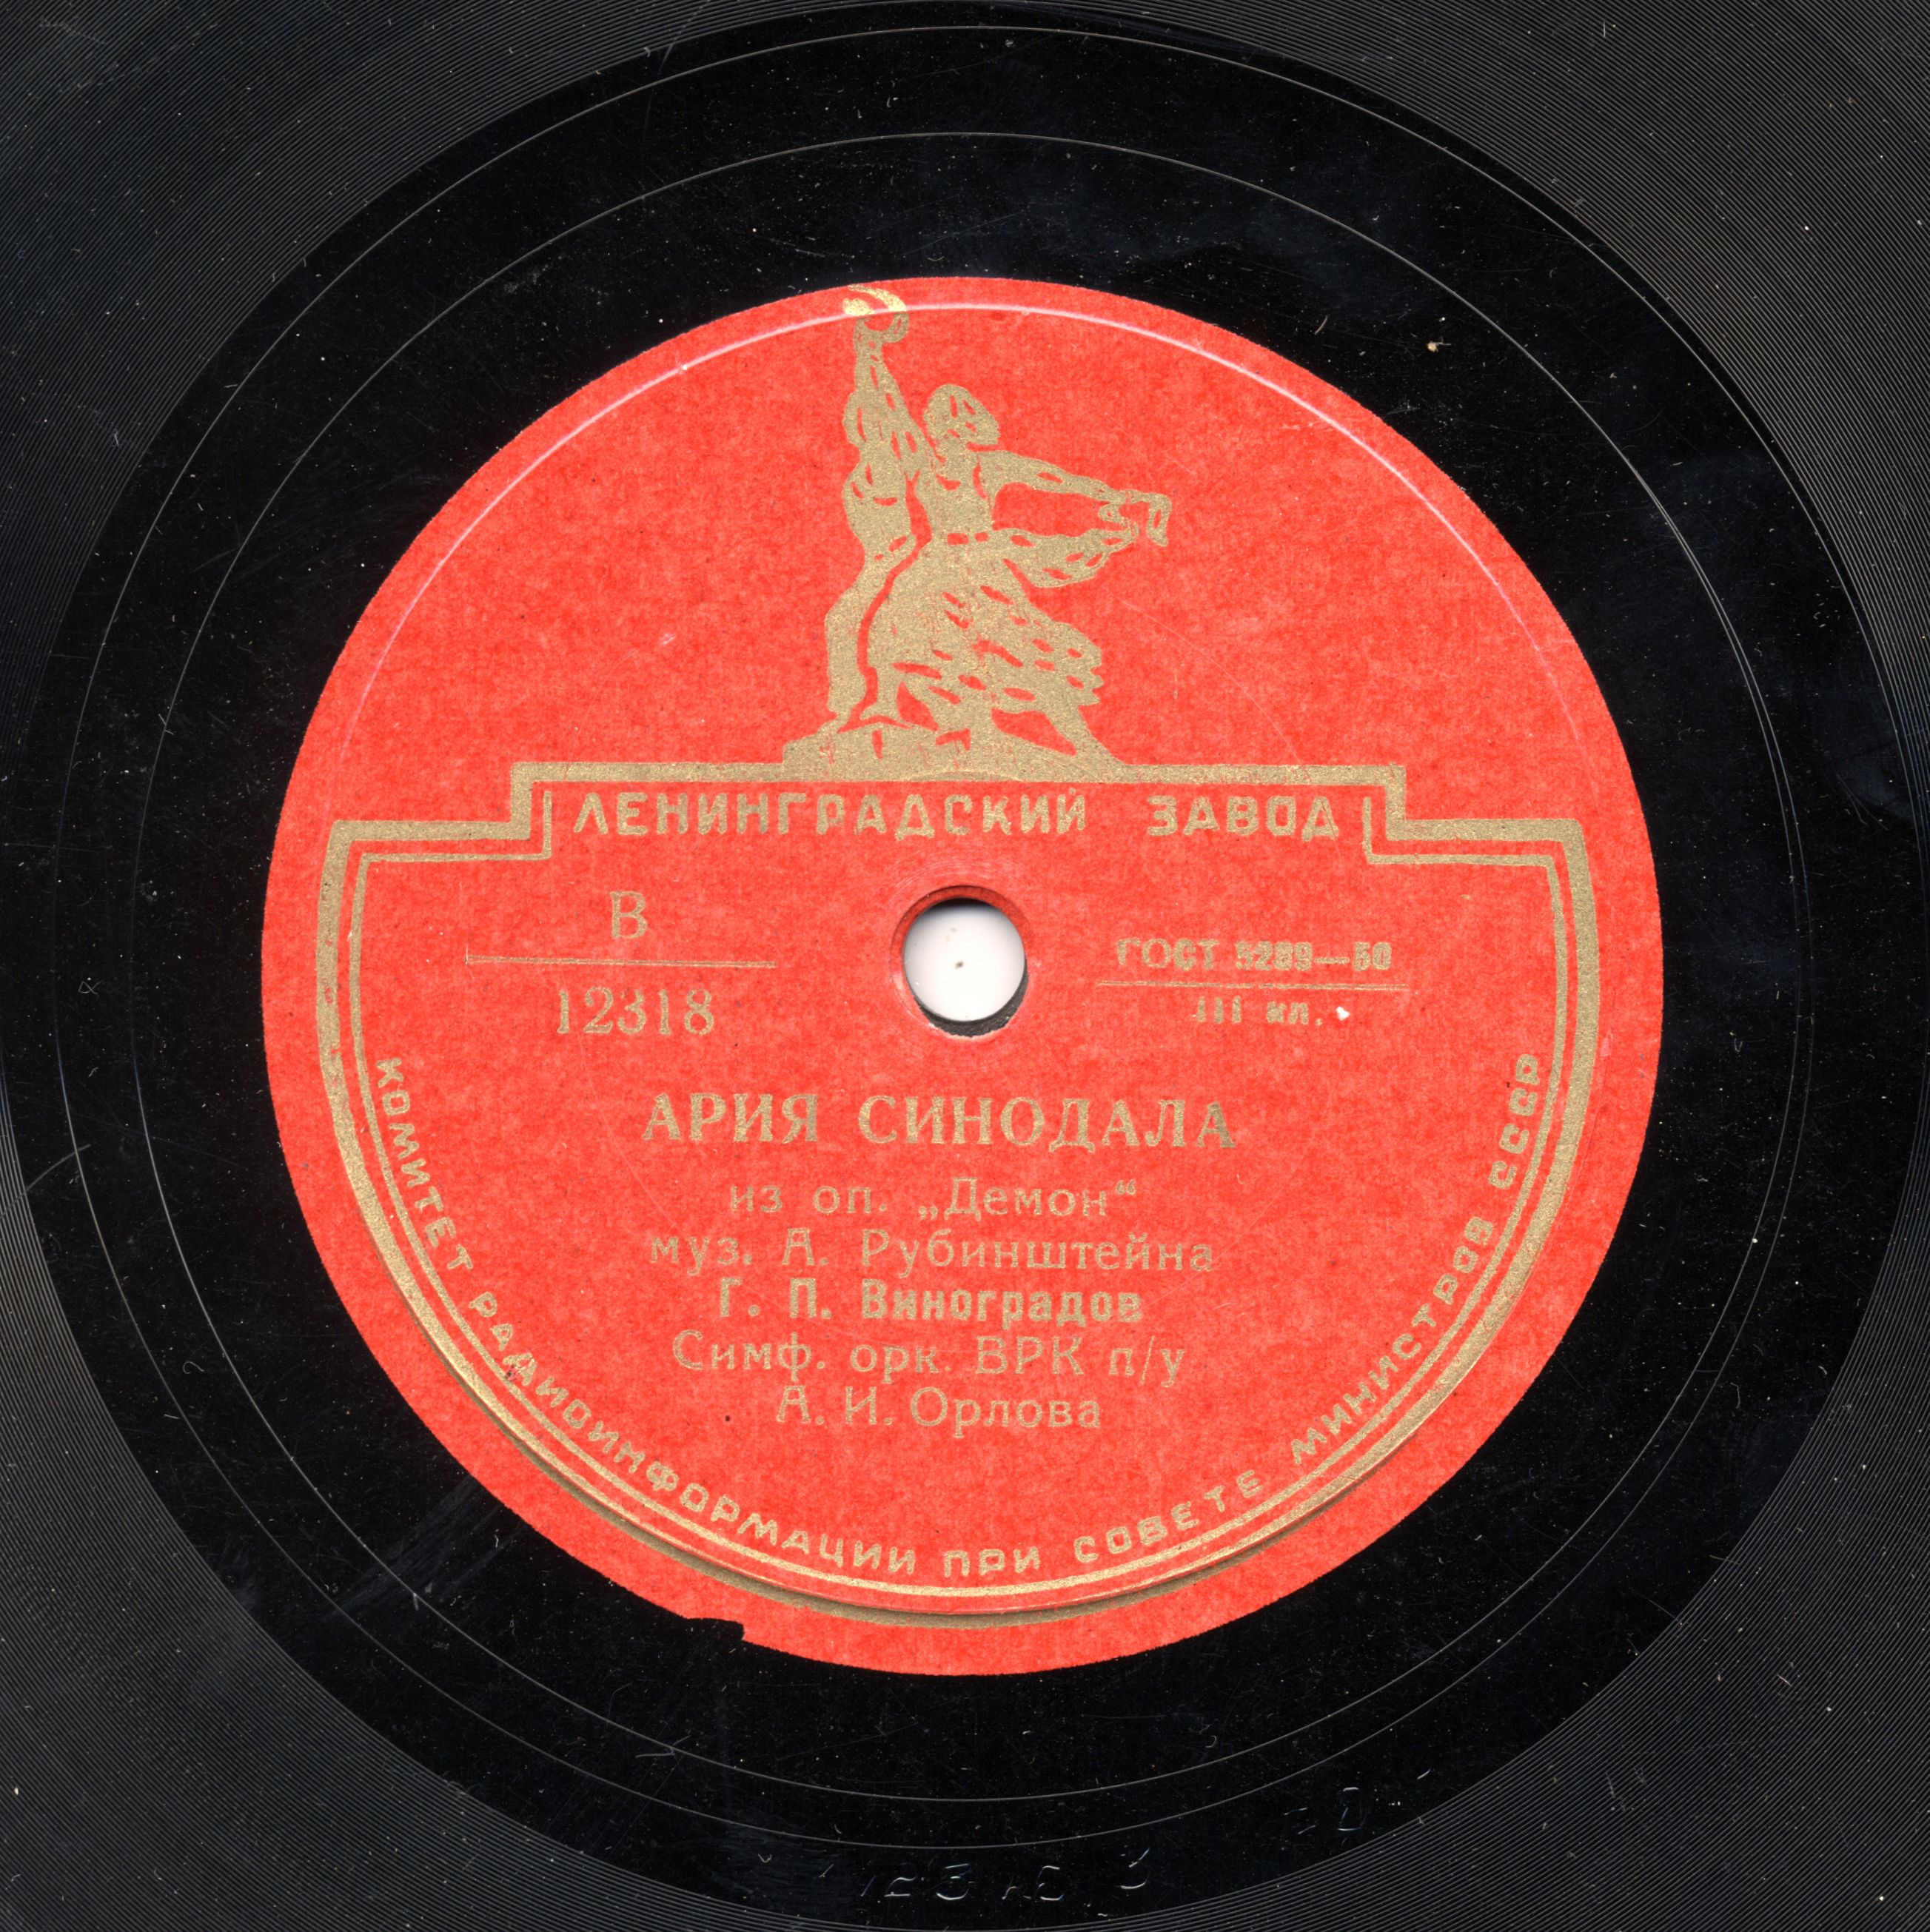 ЛЕНИНГРАДСКИЙ ЗАВОД
В
12318
ГОСТ 5289—50
III кл.
АРИЯ СИНОДАЛА
из оп. „Демон“
муз. А. Рубинштейна
Г. П. Виноградов
Симф. орк. ВРК п/у
А. И. Орлова
КОМИТЕТ РАДИОИНФОРМАЦИИ ПРИ СОВЕТЕ МИНИСТРОВ СССР